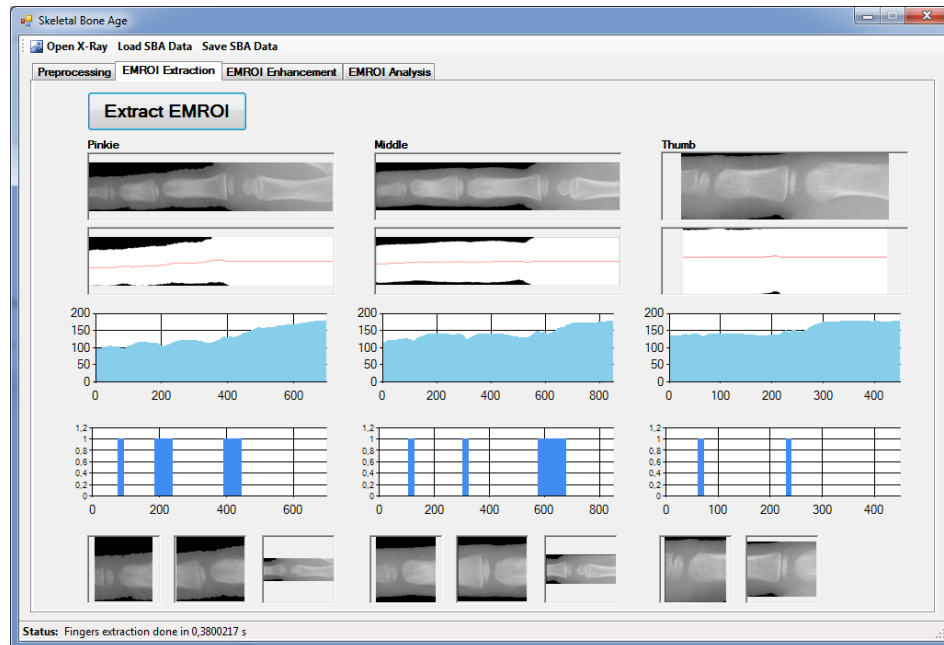 Skeletal Bone Age
Open X-Ray Load SBA Data Save SBA Data
Preprocessing EMROI Extraction EMROI Enhancement EMROI Analysis
Extract EMROI
Pinkie Middle Thumb
200 200 200
150 150 150
100 100 100
50 50 50
0 0 0
0 200 400 600 0 200 400 600 800 0 100 200 300 400
1,2 1,2 1,2
1 1 1
0,8 0,8 0,8
0,6 0,6 0,6
0,4 0,4 0,4
0,2 0,2 0,2
0 0 0
0 200 400 600 0 200 400 600 800 0 100 200 300 400
Status: Fingers extraction done in 0,3800217 s